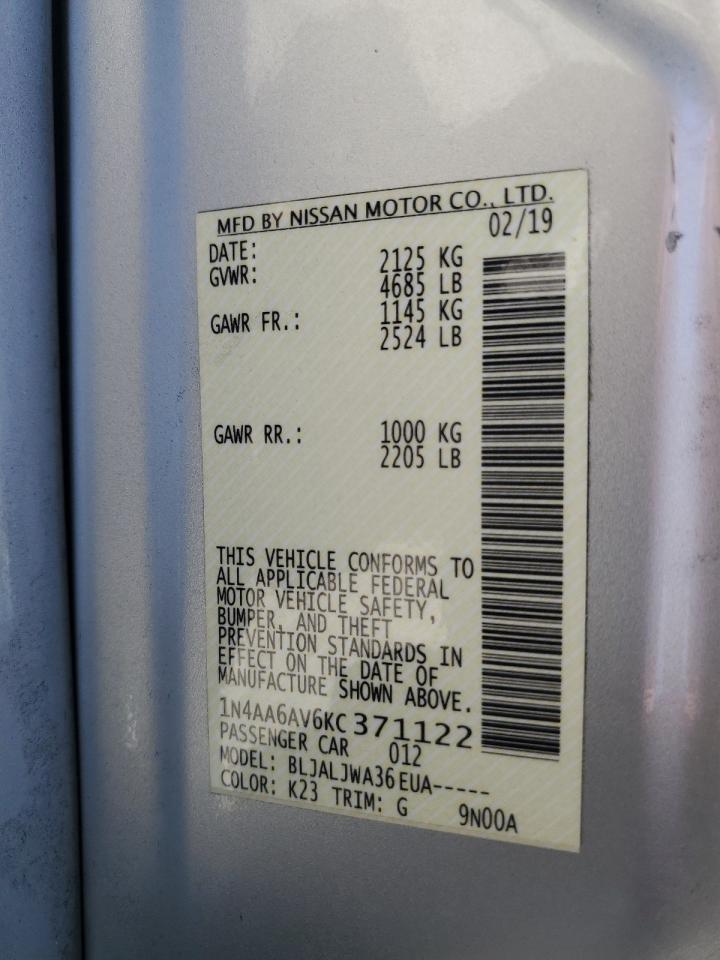 MFD BY NISSAN MOTOR CO., LTD.
DATE: 02/19
GVWR: 2125 KG
4685 LB
GAWR FR.: 1145 KG
2524 LB
GAWR RR.: 1000 KG
2205 LB
THIS VEHICLE CONFORMS TO
ALL APPLICABLE FEDERAL
MOTOR VEHICLE SAFETY,
BUMPER, AND THEFT
PREVENTION STANDARDS IN
EFFECT ON THE DATE OF
MANUFACTURE SHOWN ABOVE.
1N4AA6AV6KC371122
PASSENGER CAR 012
MODEL: BLJALJWA36EUA-----
COLOR: K23 TRIM: G 9N00A